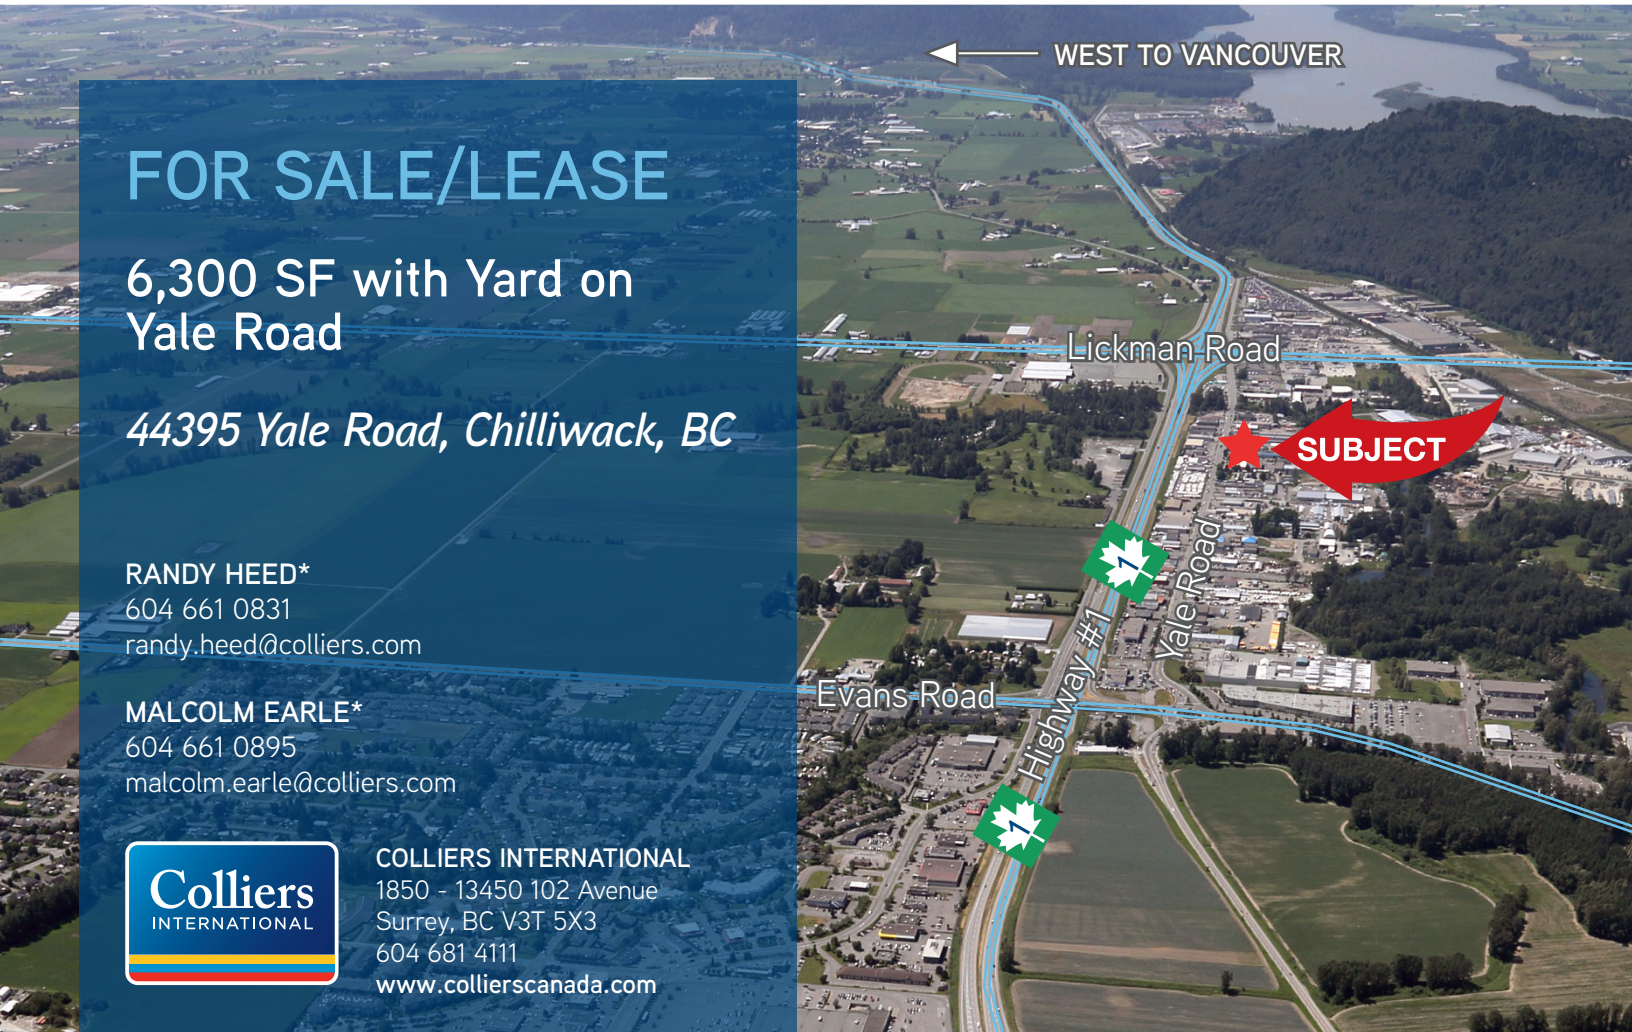 WEST TO VANCOUVER
FOR SALE/LEASE
6,300 SF with Yard on
Yale Road
44395 Yale Road, Chilliwack, BC
RANDY HEED*
604 661 0831
randy.heed@colliers.com
MALCOLM EARLE*
604 661 0895
malcolm.earle@colliers.com
Colliers
INTERNATIONAL
COLLIERS INTERNATIONAL
1850 - 13450 102 Avenue
Surrey, BC V3T 5X3
604 681 4111
www.collierscanada.com
Lickman Road
SUBJECT
1
Yale Road
Highway #1
Evans Road
1